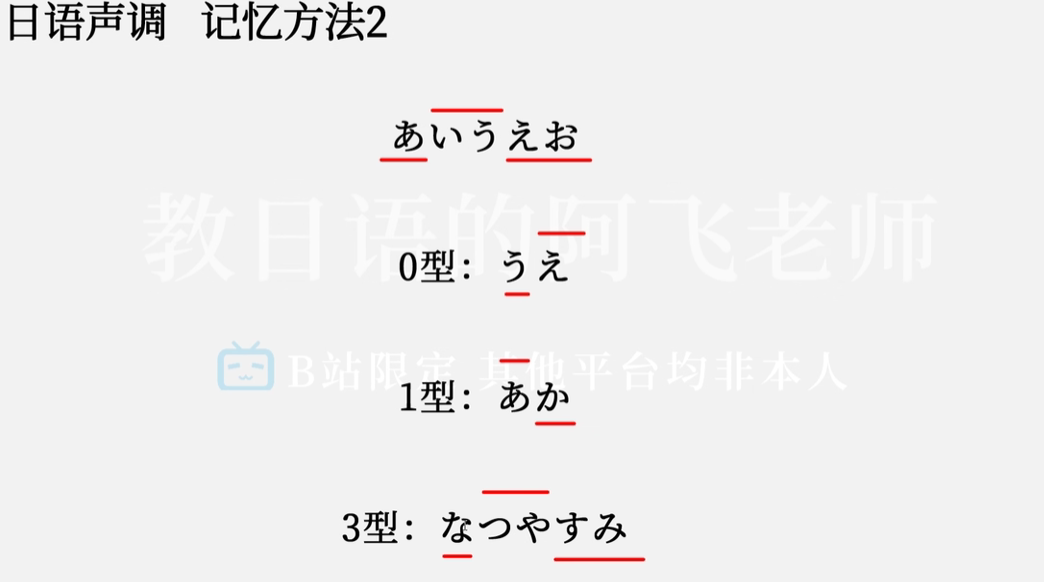 日语声调 记忆方法2
あいうえお
教日语的阿飞老师
0型：うえ
B站限定 其他平台均非本人
1型：あか
3型：なつやすみ